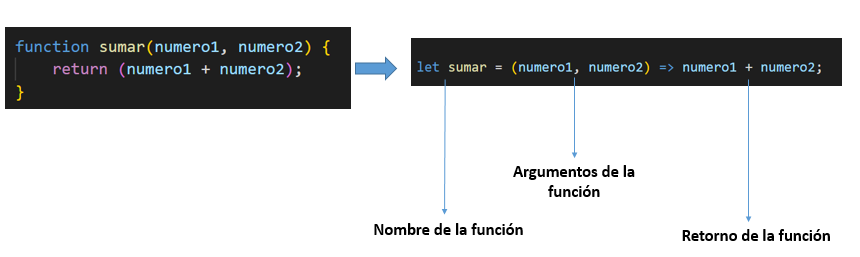 function sumar(numero1, numero2) {
    return (numero1 + numero2);
}
let sumar = (numero1, numero2) => numero1 + numero2;
Argumentos de la
función
Nombre de la función
Retorno de la función